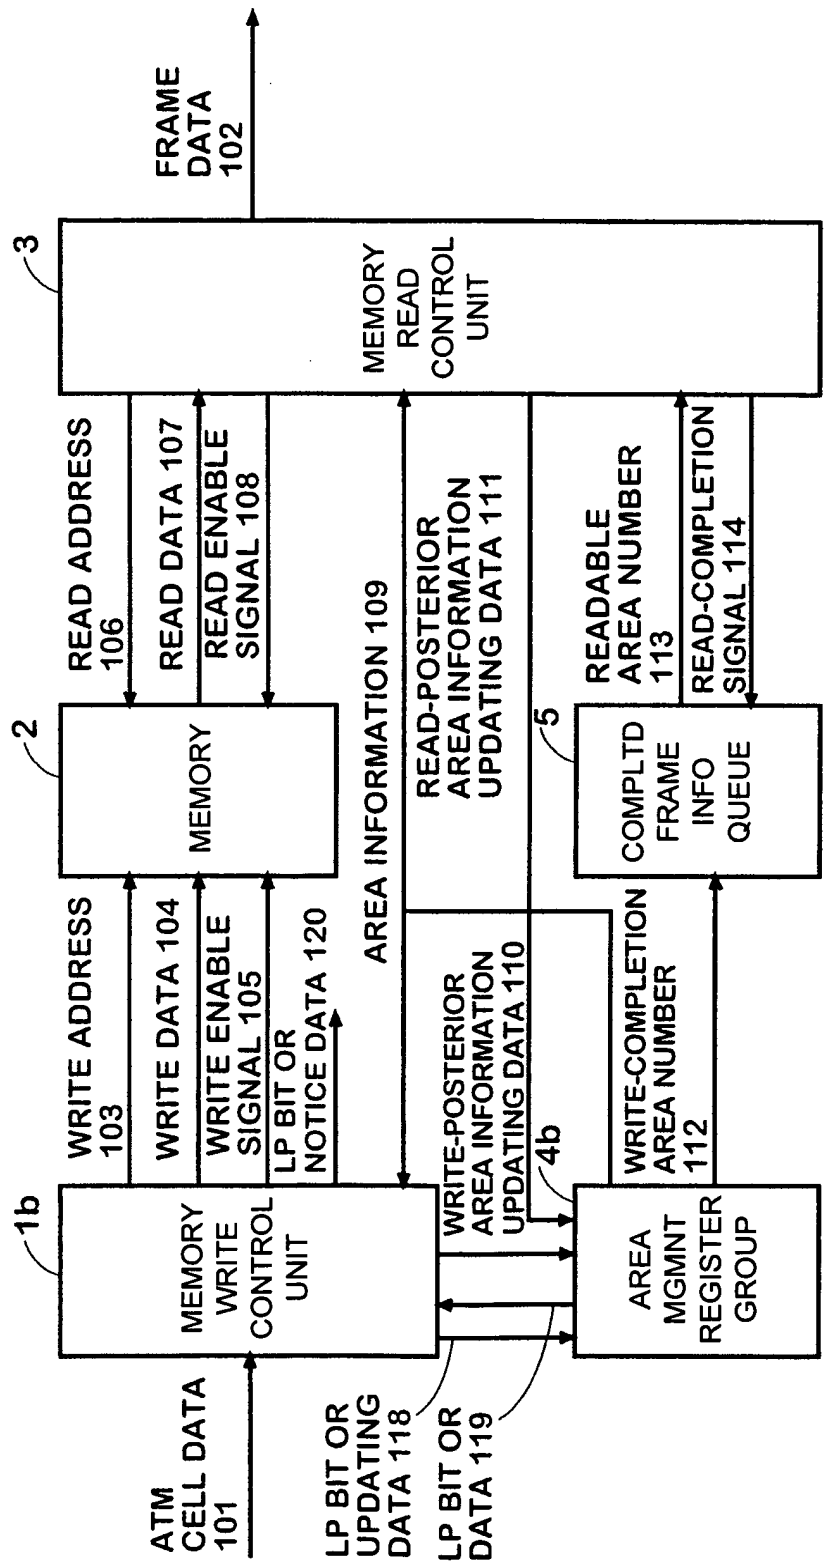 ATM
CELL DATA
101
1b
MEMORY
WRITE
CONTROL
UNIT
WRITE ADDRESS
103
WRITE DATA 104
WRITE ENABLE
SIGNAL 105
LP BIT OR
NOTICE DATA 120
2
MEMORY
READ ADDRESS
106
READ DATA 107
READ ENABLE
SIGNAL 108
3
MEMORY
READ
CONTROL
UNIT
FRAME
DATA
102
AREA INFORMATION 109
READ-POSTERIOR
AREA INFORMATION
UPDATING DATA 111
WRITE-POSTERIOR
AREA INFORMATION
UPDATING DATA 110
LP BIT OR
UPDATING
DATA 118
LP BIT OR
DATA 119
4b
AREA
MGMNT
REGISTER
GROUP
WRITE-COMPLETION
AREA NUMBER
112
5
COMPLTD
FRAME
INFO
QUEUE
READABLE
AREA NUMBER
113
READ-COMPLETION
SIGNAL 114